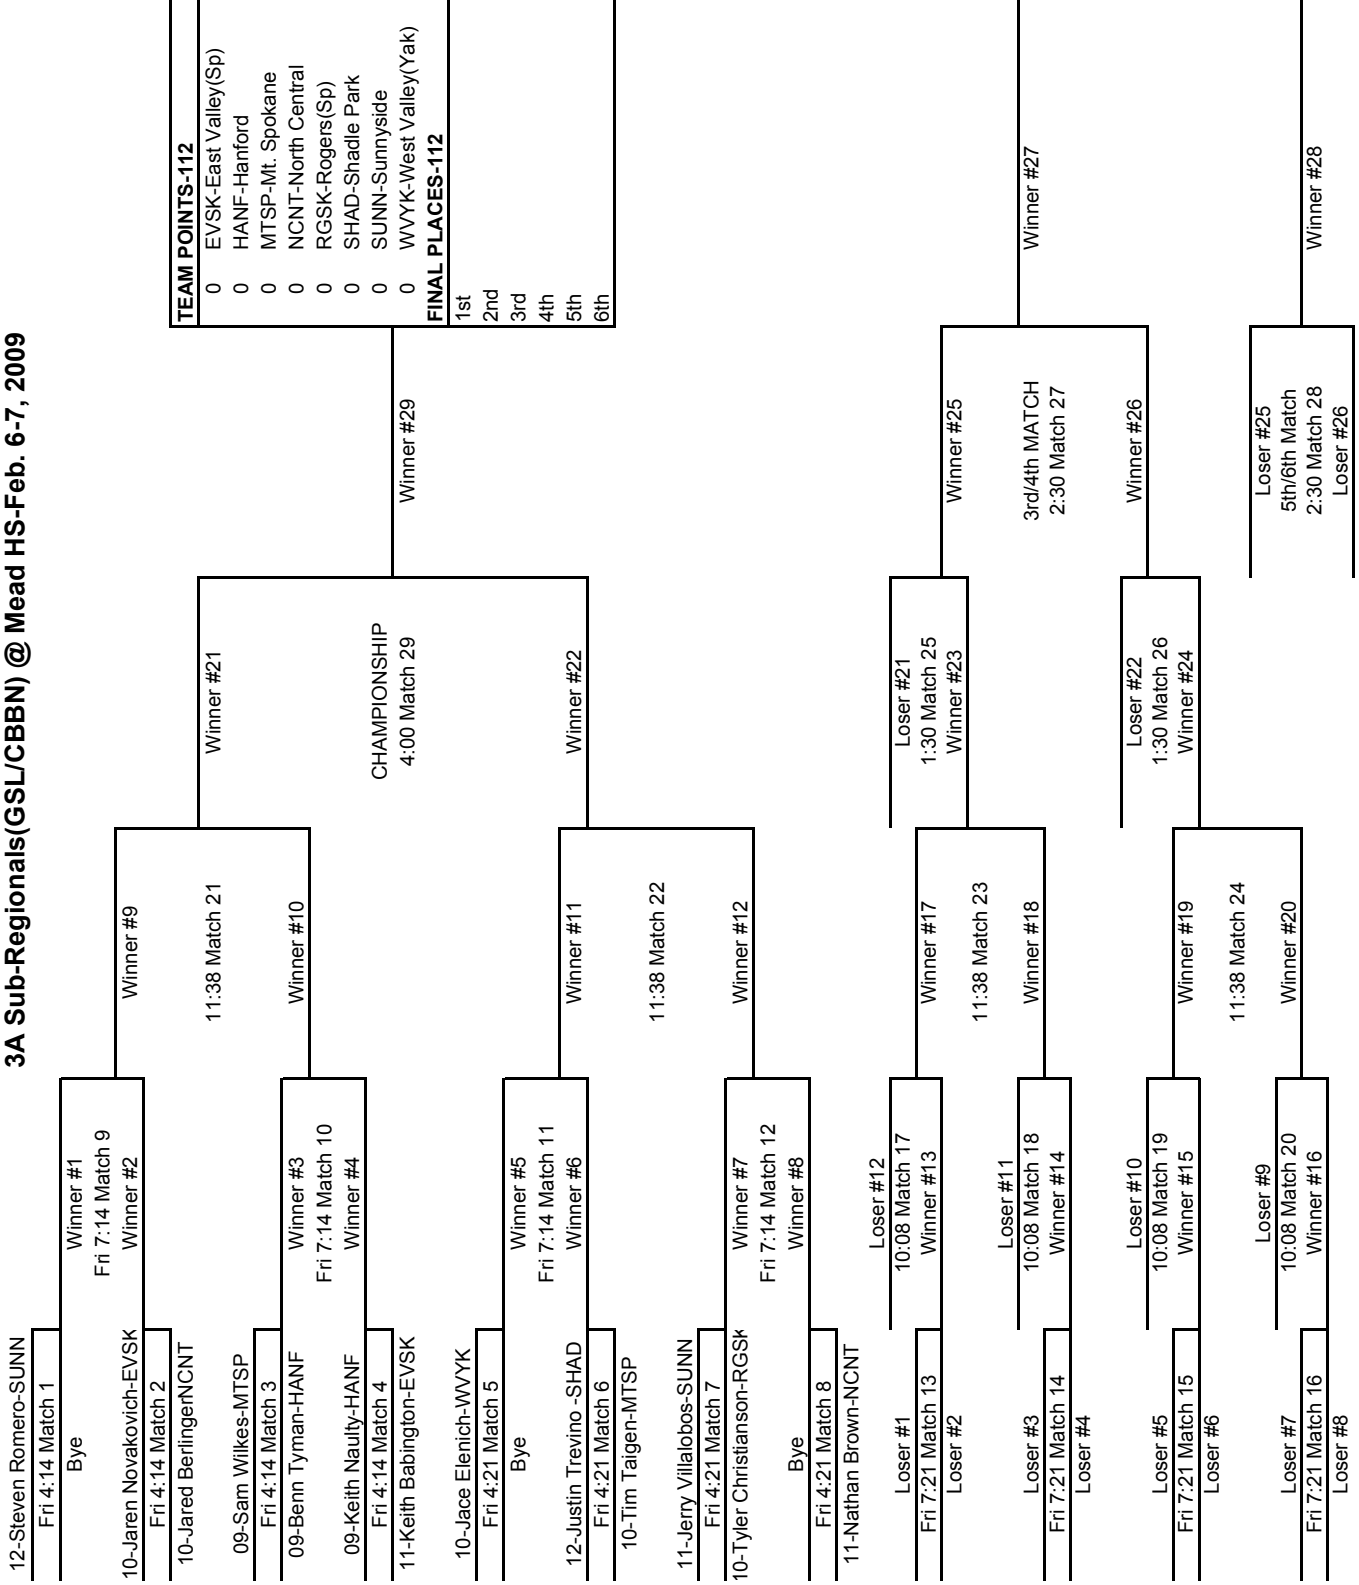 3A Sub-Regionals(GSL/CBBN) @ Mead HS-Feb. 6-7, 2009
12-Steven Romero-SUNN
Fri 4:14 Match 1
Bye
Winner #1
Fri 7:14 Match 9
Winner #2
10-Jaren Novakovich-EVSK
Fri 4:14 Match 2
10-Jared BerlingerNCNT
Winner #9
11:38 Match 21
Winner #10
09-Sam Wilkes-MTSP
Fri 4:14 Match 3
09-Benn Tyman-HANF
Winner #3
Fri 7:14 Match 10
Winner #4
09-Keith Naulty-HANF
Fri 4:14 Match 4
11-Keith Babington-EVSK
Winner #21
CHAMPIONSHIP
4:00 Match 29
Winner #22
Winner #29
10-Jace Elenich-WVYK
Fri 4:21 Match 5
Bye
Winner #5
Fri 7:14 Match 11
Winner #6
12-Justin Trevino -SHAD
Fri 4:21 Match 6
10-Tim Taigen-MTSP
Winner #11
11:38 Match 22
Winner #12
11-Jerry Villalobos-SUNN
Fri 4:21 Match 7
10-Tyler Christianson-RGSK
Winner #7
Fri 7:14 Match 12
Winner #8
Bye
Fri 4:21 Match 8
11-Nathan Brown-NCNT
TEAM POINTS-112
0 EVSK-East Valley(Sp)
0 HANF-Hanford
0 MTSP-Mt. Spokane
0 NCNT-North Central
0 RGSK-Rogers(Sp)
0 SHAD-Shadle Park
0 SUNN-Sunnyside
0 WVYK-West Valley(Yak)
FINAL PLACES-112
1st
2nd
3rd
4th
5th
6th
Loser #1
Fri 7:21 Match 13
Loser #2
Loser #12
10:08 Match 17
Winner #13
Winner #17
11:38 Match 23
Winner #18
Loser #3
Fri 7:21 Match 14
Loser #4
Loser #11
10:08 Match 18
Winner #14
Loser #21
1:30 Match 25
Winner #23
Winner #25
3rd/4th MATCH
2:30 Match 27
Winner #26
Winner #27
Loser #5
Fri 7:21 Match 15
Loser #6
Loser #10
10:08 Match 19
Winner #15
Winner #19
11:38 Match 24
Winner #20
Loser #22
1:30 Match 26
Winner #24
Loser #7
Fri 7:21 Match 16
Loser #8
Loser #9
10:08 Match 20
Winner #16
Loser #25
5th/6th Match
2:30 Match 28
Loser #26
Winner #28